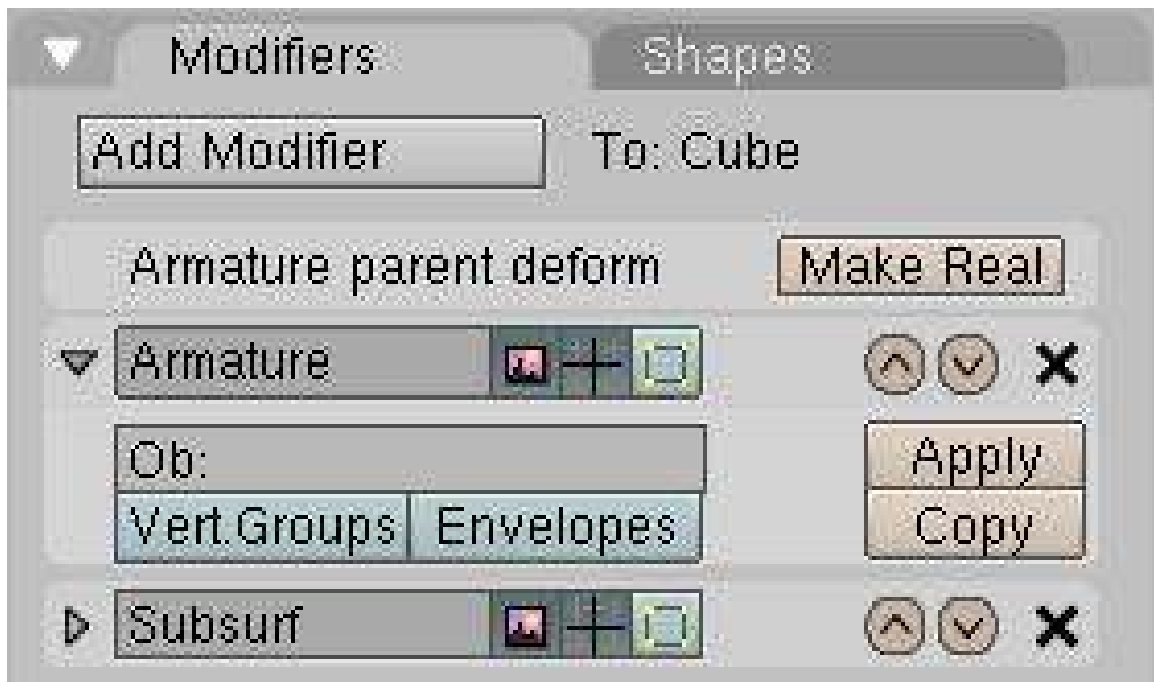 Modifiers Shapes
Add Modifier To: Cube
Armature parent deform Make Real
Armature
Ob: Apply
Vert.Groups Envelopes Copy
Subsurf